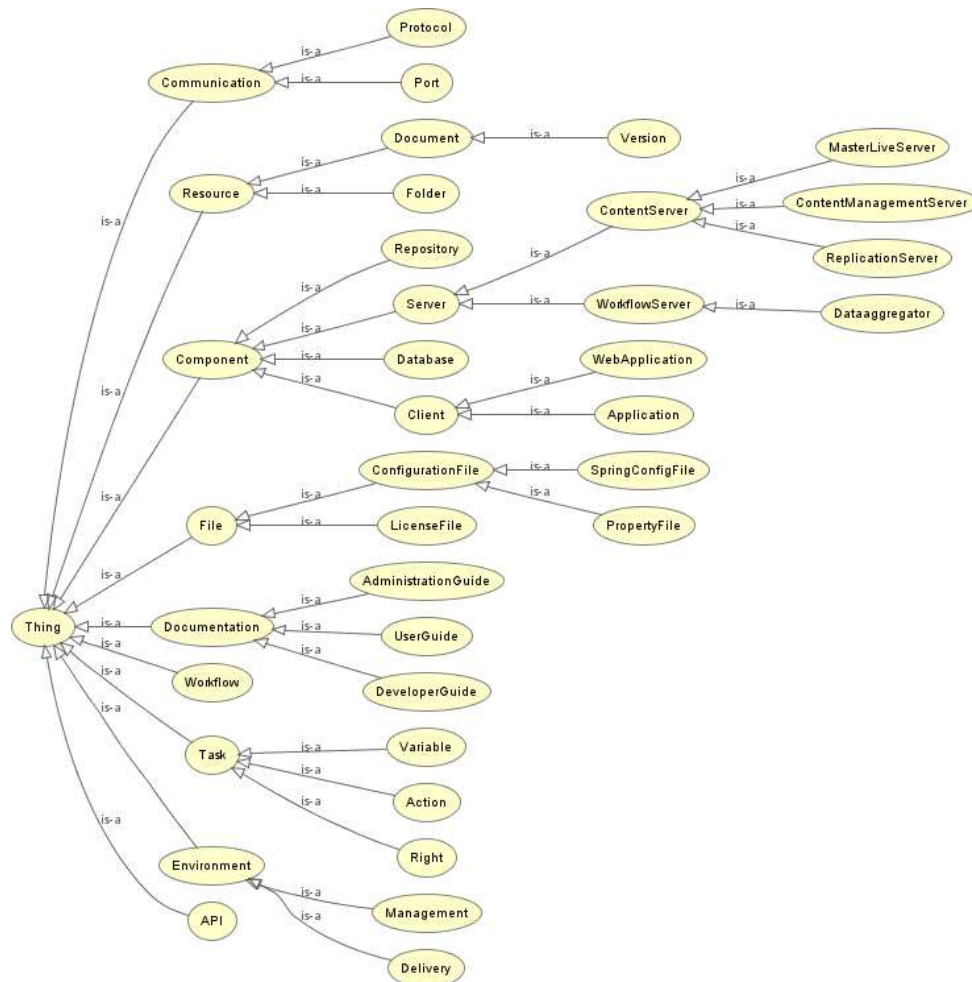 Protocol
is-a
Communication
is-a
Port
Document
is-a
Version
is-a
MasterLiveServer
Resource
is-a
Folder
is-a
ContentManagementServer
ContentServer
is-a
is-a
is-a
Repository
ReplicationServer
is-a
is-a
Server
is-a
WorkflowServer
is-a
Dataaggregator
is-a
Component
is-a
Database
WebApplication
is-a
is-a
is-a
Client
is-a
Application
ConfigurationFile
is-a
SpringConfigFile
is-a
is-a
is-a
File
is-a
LicenseFile
PropertyFile
is-a
AdministrationGuide
is-a
Thing
is-a
Documentation
is-a
UserGuide
is-a
is-a
Workflow
is-a
DeveloperGuide
is-a
Task
is-a
Variable
is-a
is-a
Action
is-a
is-a
Right
Environment
is-a
Management
API
is-a
Delivery